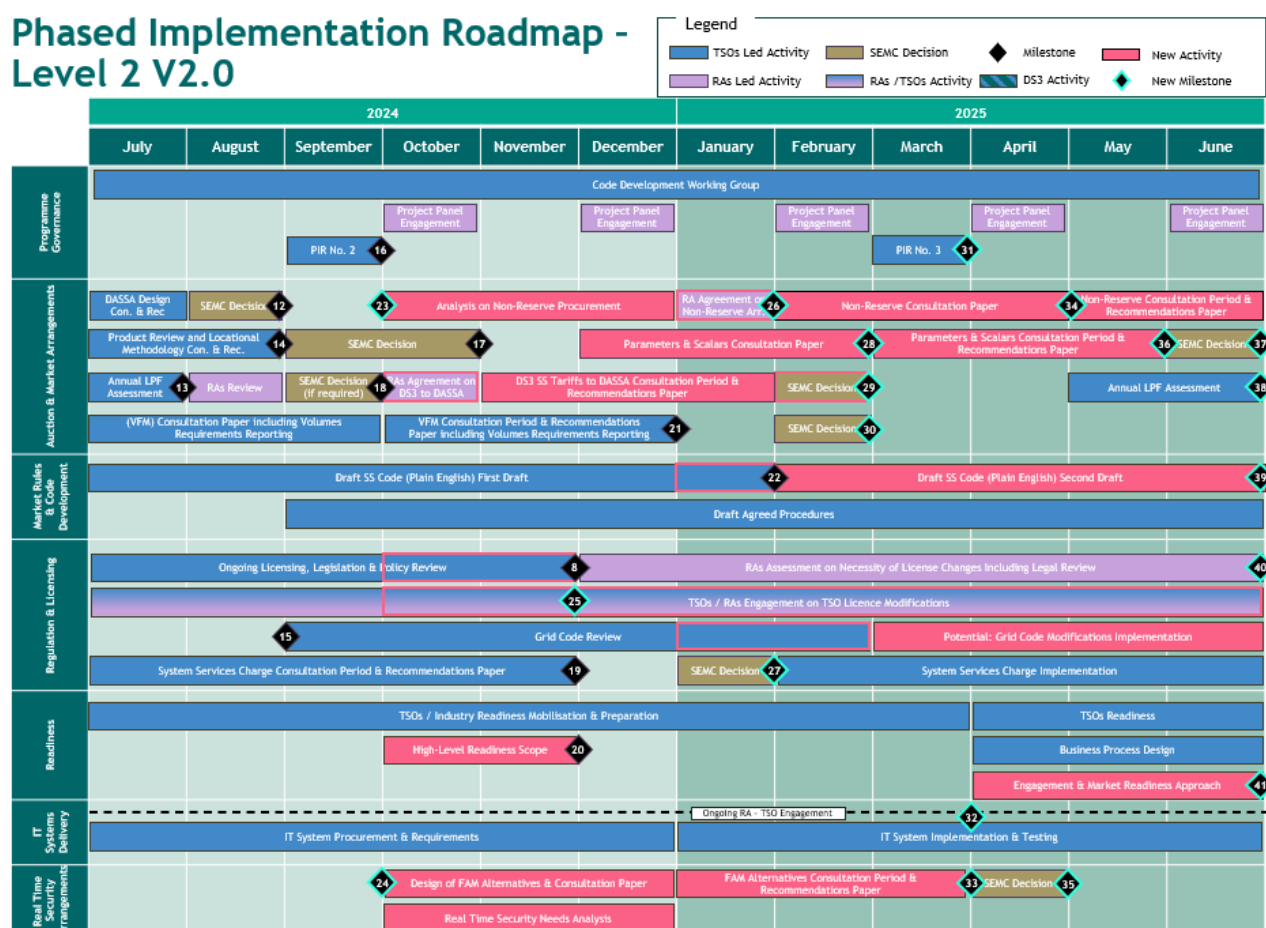 Phased Implementation Roadmap -
Level 2 V2.0
Legend
TSOs Led Activity
SEMC Decision
Milestone
New Activity
RAs Led Activity
RAs /TSOs Activity
DS3 Activity
New Milestone
2024
2025
July
August
September
October
November
December
January
February
March
April
May
June
Programme
Governance
Code Development Working Group
Project Panel
Engagement
Project Panel
Engagement
Project Panel
Engagement
Project Panel
Engagement
Project Panel
Engagement
PIR No. 2
16
PIR No. 3
31
Auction & Market Arrangements
DASSA Design
Con. & Rec
SEMC Decision
12
23
Analysis on Non-Reserve Procurement
RA Agreement on
Non-Reserve Arr.
26
Non-Reserve Consultation Paper
34
Non-Reserve Consultation Period &
Recommendations Paper
Product Review and Locational
Methodology Con. & Rec.
14
SEMC Decision
17
Parameters & Scalars Consultation Paper
28
Parameters & Scalars Consultation Period &
Recommendations Paper
36
SEMC Decision
37
Annual LPF
Assessment
13
RAs Review
SEMC Decision
(if required)
18
RAs Agreement on
DS3 to DASSA
DS3 SS Tariffs to DASSA Consultation Period &
Recommendations Paper
SEMC Decision
29
Annual LPF Assessment
38
(VFM) Consultation Paper including Volumes
Requirements Reporting
VFM Consultation Period & Recommendations
Paper including Volumes Requirements Reporting
21
SEMC Decision
30
Market Rules
& Code
Development
Draft SS Code (Plain English) First Draft
22
Draft SS Code (Plain English) Second Draft
39
Draft Agreed Procedures
Regulation & Licensing
Ongoing Licensing, Legislation & Policy Review
8
RAs Assessment on Necessity of License Changes Including Legal Review
40
25
TSOs / RAs Engagement on TSO Licence Modifications
15
Grid Code Review
Potential: Grid Code Modifications Implementation
System Services Charge Consultation Period & Recommendations Paper
19
SEMC Decision
27
System Services Charge Implementation
Readiness
TSOs / Industry Readiness Mobilisation & Preparation
TSOs Readiness
High-Level Readiness Scope
20
Business Process Design
Engagement & Market Readiness Approach
41
IT
Systems
Delivery
Ongoing RA - TSO Engagement
32
IT System Procurement & Requirements
IT System Implementation & Testing
Real Time
Security
rrangements
24
Design of FAM Alternatives & Consultation Paper
FAM Alternatives Consultation Period &
Recommendations Paper
33
SEMC Decision
35
Real Time Security Needs Analysis